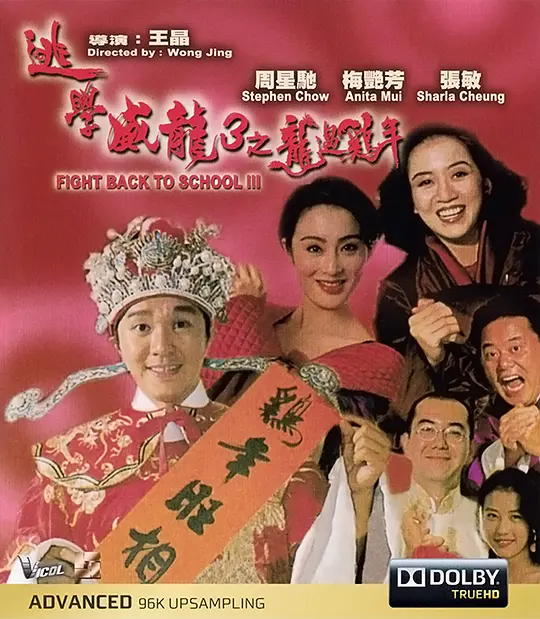 導演：王晶
Directed by : Wong Jing
周星馳 梅艷芳 張敏
Stephen Chow Anita Mui Sharla Cheung
逃學威龍3之龍過雞年
FIGHT BACK TO SCHOOL III
VICOL
DOLBY
TRUEHD
ADVANCED 96K UPSAMPLING